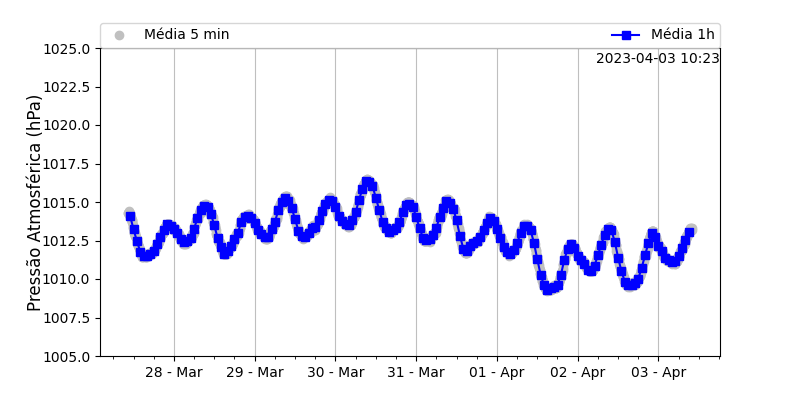 Média 5 min
Média 1h
2023-04-03 10:23
Pressão Atmosférica (hPa)
1025.0
1022.5
1020.0
1017.5
1015.0
1012.5
1010.0
1007.5
1005.0
28 - Mar
29 - Mar
30 - Mar
31 - Mar
01 - Apr
02 - Apr
03 - Apr